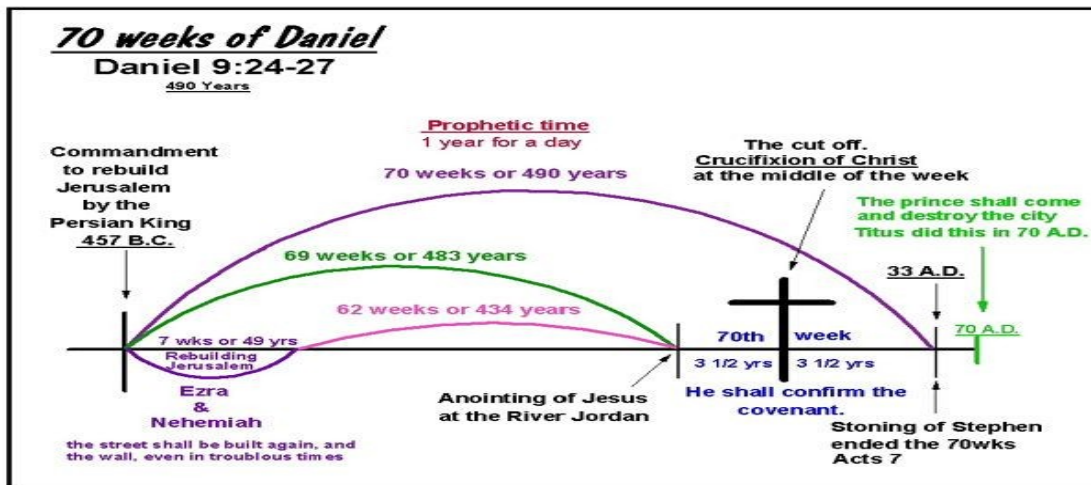 70 weeks of Daniel
Daniel 9:24-27
490 Years
Prophetic time
1 year for a day
70 weeks or 490 years
Commandment
to rebuild
Jerusalem
by the
Persian King
457 B.C.
The cut off.
Crucifixion of Christ
at the middle of the week
The prince shall come
and destroy the city
Titus did this in 70 A.D.
69 weeks or 483 years
33 A.D.
62 weeks or 434 years
70 A.D.
7 wks or 49 yrs
Rebuilding
Jerusalem
70th week
3 1/2 yrs 3 1/2 yrs
Ezra
&
Nehemiah
the street shall be built again, and
the wall, even in troublous times
Anointing of Jesus
at the River Jordan
He shall confirm the
covenant.
Stoning of Stephen
ended the 70wks
Acts 7